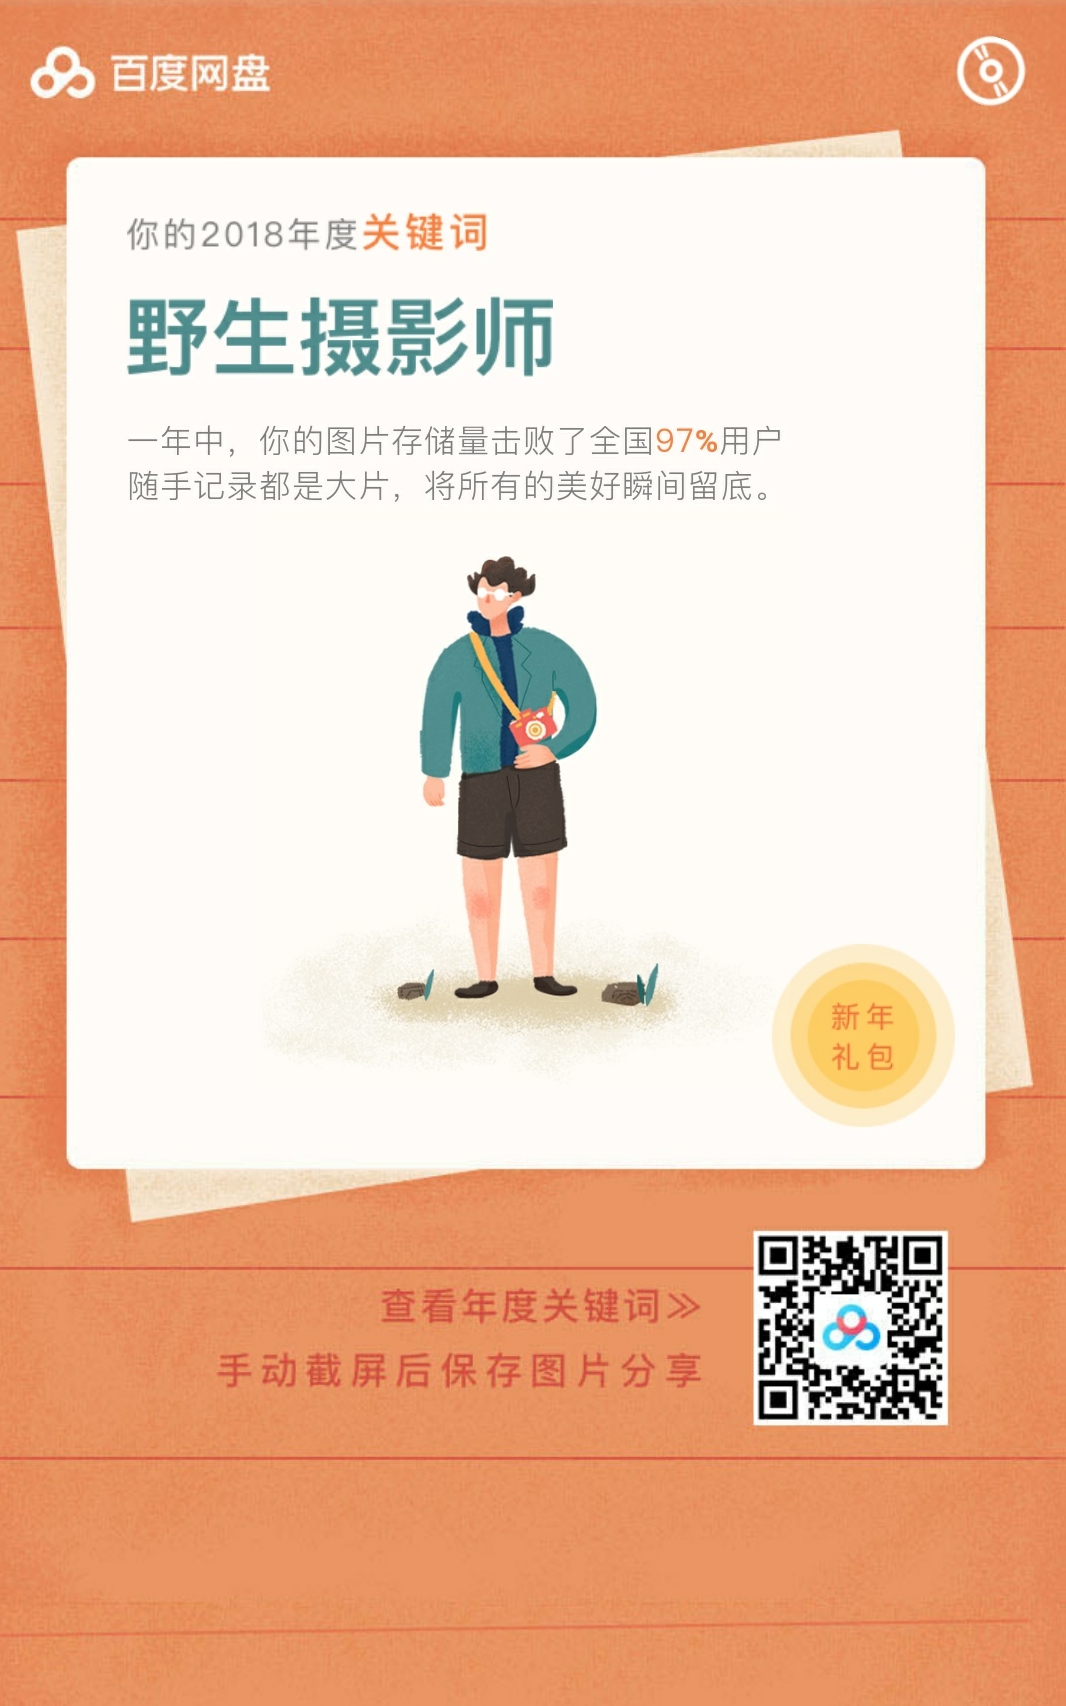 百度网盘
你的2018年度关键词
野生摄影师
一年中，你的图片存储量击败了全国97%用户
随手记录都是大片，将所有的美好瞬间留底。
新年
礼包
查看年度关键词≫
手动截屏后保存图片分享